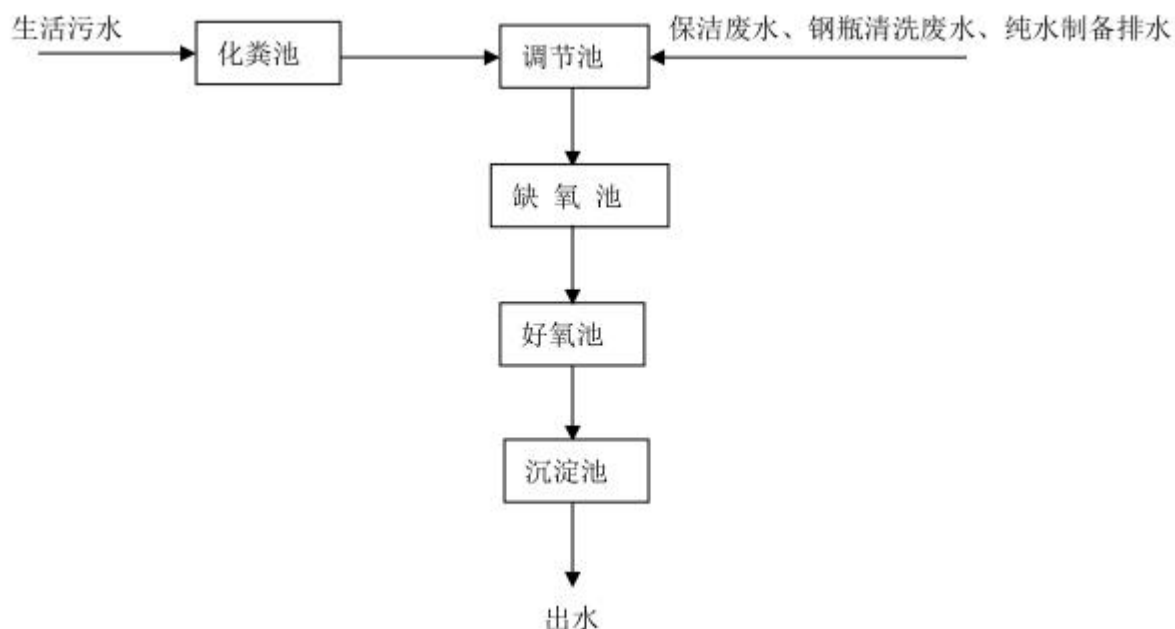 生活污水
化粪池
调节池
保洁废水、钢瓶清洗废水、纯水制备排水
缺 氧 池
好氧池
沉淀池
出水